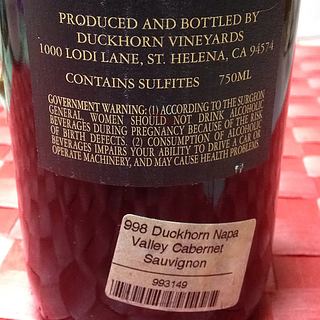 PRODUCED AND BOTTLED BY
DUCKHORN VINEYARDS
1000 LODI LANE, ST. HELENA, CA 94574
CONTAINS SULFITES 750ML
GOVERNMENT WARNING: (1) ACCORDING TO THE SURGEON
GENERAL, WOMEN SHOULD NOT DRINK ALCOHOLIC
BEVERAGES DURING PREGNANCY BECAUSE OF THE RISK
OF BIRTH DEFECTS. (2) CONSUMPTION OF ALCOHOLIC
BEVERAGES IMPAIRS YOUR ABILITY TO DRIVE A CAR OR
OPERATE MACHINERY, AND MAY CAUSE HEALTH PROBLEMS
998 Duckhorn Napa
Valley Cabernet
Sauvignon
993149